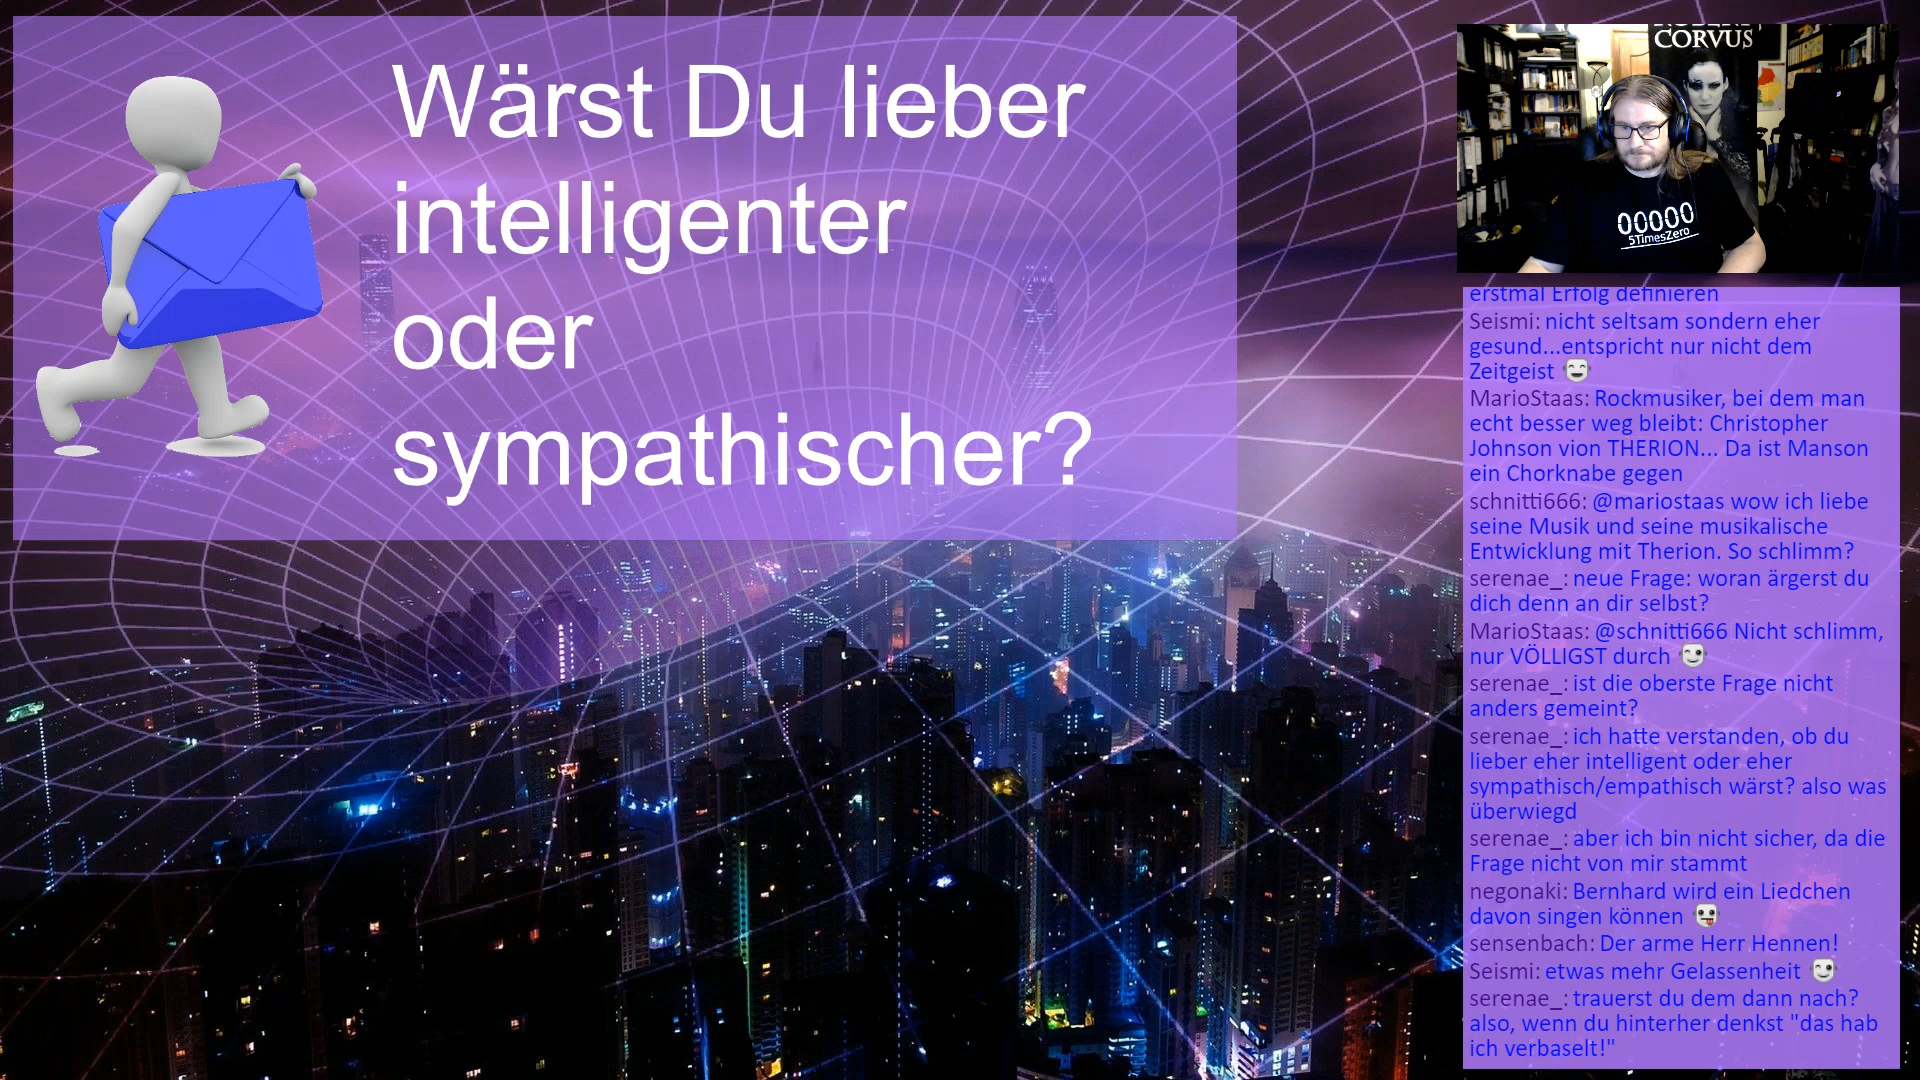 Wärst Du lieber
intelligenter
oder
sympathischer?
CORVUS
00000
5TimesZero
erstmal Erfolg definieren
Seismi: nicht seltsam sondern eher
gesund...entspricht nur nicht dem
Zeitgeist
MarioStaas: Rockmusiker, bei dem man
echt besser weg bleibt: Christopher
Johnson vion THERION... Da ist Manson
ein Chorknabe gegen
schnitti666: @mariostaas wow ich liebe
seine Musik und seine musikalische
Entwicklung mit Therion. So schlimm?
serenae_: neue Frage: woran ärgerst du
dich denn an dir selbst?
MarioStaas: @schnitti666 Nicht schlimm,
nur VÖLLIGST durch
serenae_: ist die oberste Frage nicht
anders gemeint?
serenae_: ich hatte verstanden, ob du
lieber eher intelligent oder eher
sympathisch/empathisch wärst? also was
überwiegd
serenae_: aber ich bin nicht sicher, da die
Frage nicht von mir stammt
negonaki: Bernhard wird ein Liedchen
davon singen können
sensenbach: Der arme Herr Hennen!
Seismi: etwas mehr Gelassenheit
serenae_: trauerst du dem dann nach?
also, wenn du hinterher denkst "das hab
ich verbaselt!"